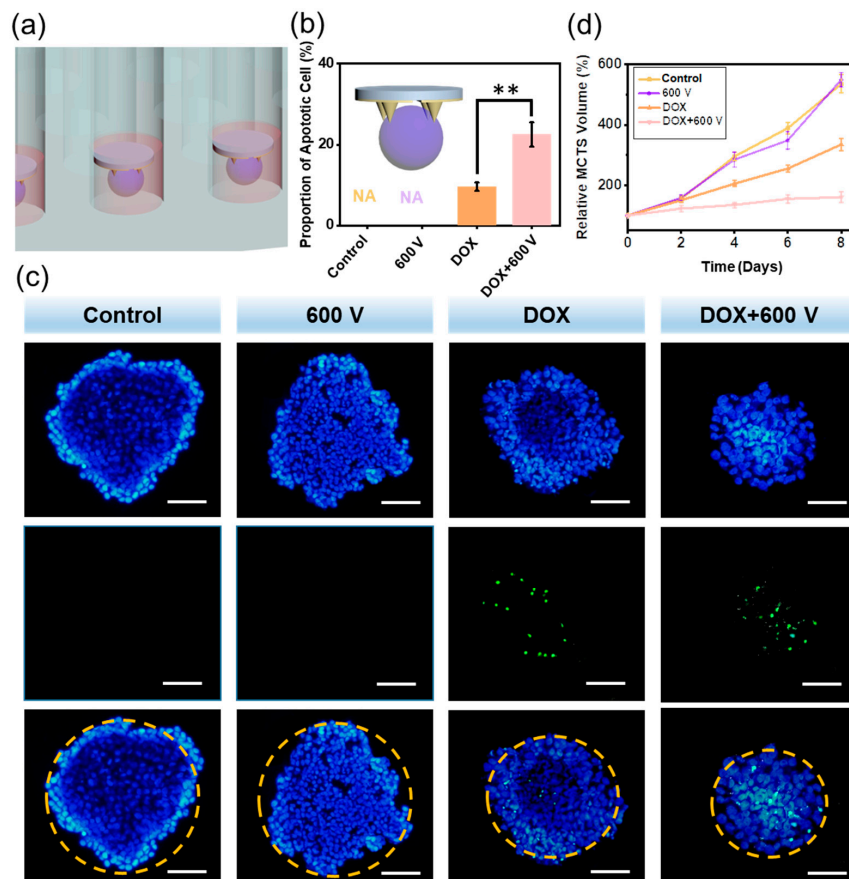 (a)
(b)
Proportion of Apoptotic Cell (%)
40
20
0
**
NA
NA
Control
600 V
DOX
DOX+600 V
(d)
Relative MCTS Volume (%)
600
400
200
Control
600 V
DOX
DOX+600 V
0
2
4
6
8
Time (Days)
(c)
Control
600 V
DOX
DOX+600 V